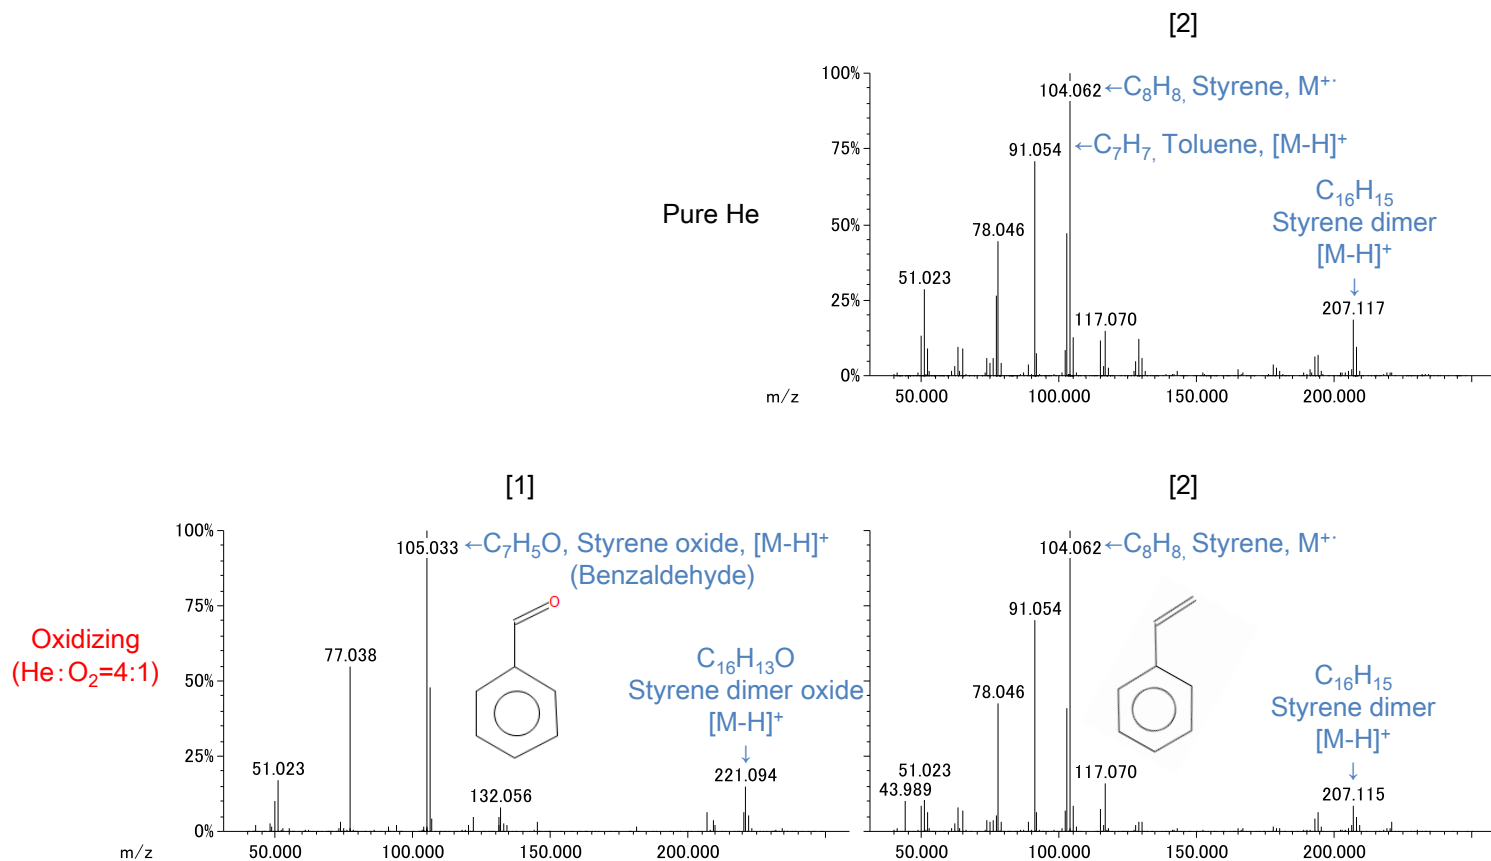 [2]
100%
104.062 ←C₈H₈, Styrene, M⁺·
75%
91.054 ←C₇H₇, Toluene, [M-H]⁺
Pure He
C₁₆H₁₅
Styrene dimer
[M-H]⁺
↓
50%
78.046
51.023
25%
207.117
117.070
0%
m/z 50.000 100.000 150.000 200.000
[1] [2]
Oxidizing
(He:O₂=4:1)
100%
105.033 ←C₇H₅O, Styrene oxide, [M-H]⁺
(Benzaldehyde)
O
75%
77.038
C₁₆H₁₃O
Styrene dimer oxide
[M-H]⁺
↓
50%
25%
51.023
221.094
132.056
0%
m/z 50.000 100.000 150.000 200.000
104.062 ←C₈H₈, Styrene, M⁺·
91.054
78.046
C₁₆H₁₅
Styrene dimer
[M-H]⁺
↓
51.023
117.070
43.989
207.115
50.000 100.000 150.000 200.000